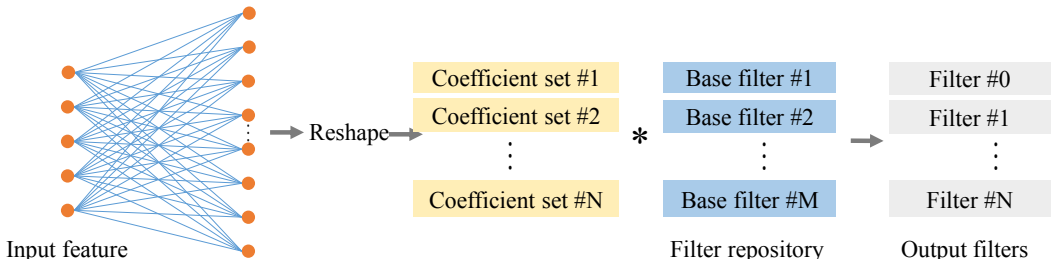 Input feature
Reshape
Coefficient set #1
Coefficient set #2
⋮
Coefficient set #N
*
Base filter #1
Base filter #2
⋮
Base filter #M
Filter repository
Filter #0
Filter #1
⋮
Filter #N
Output filters